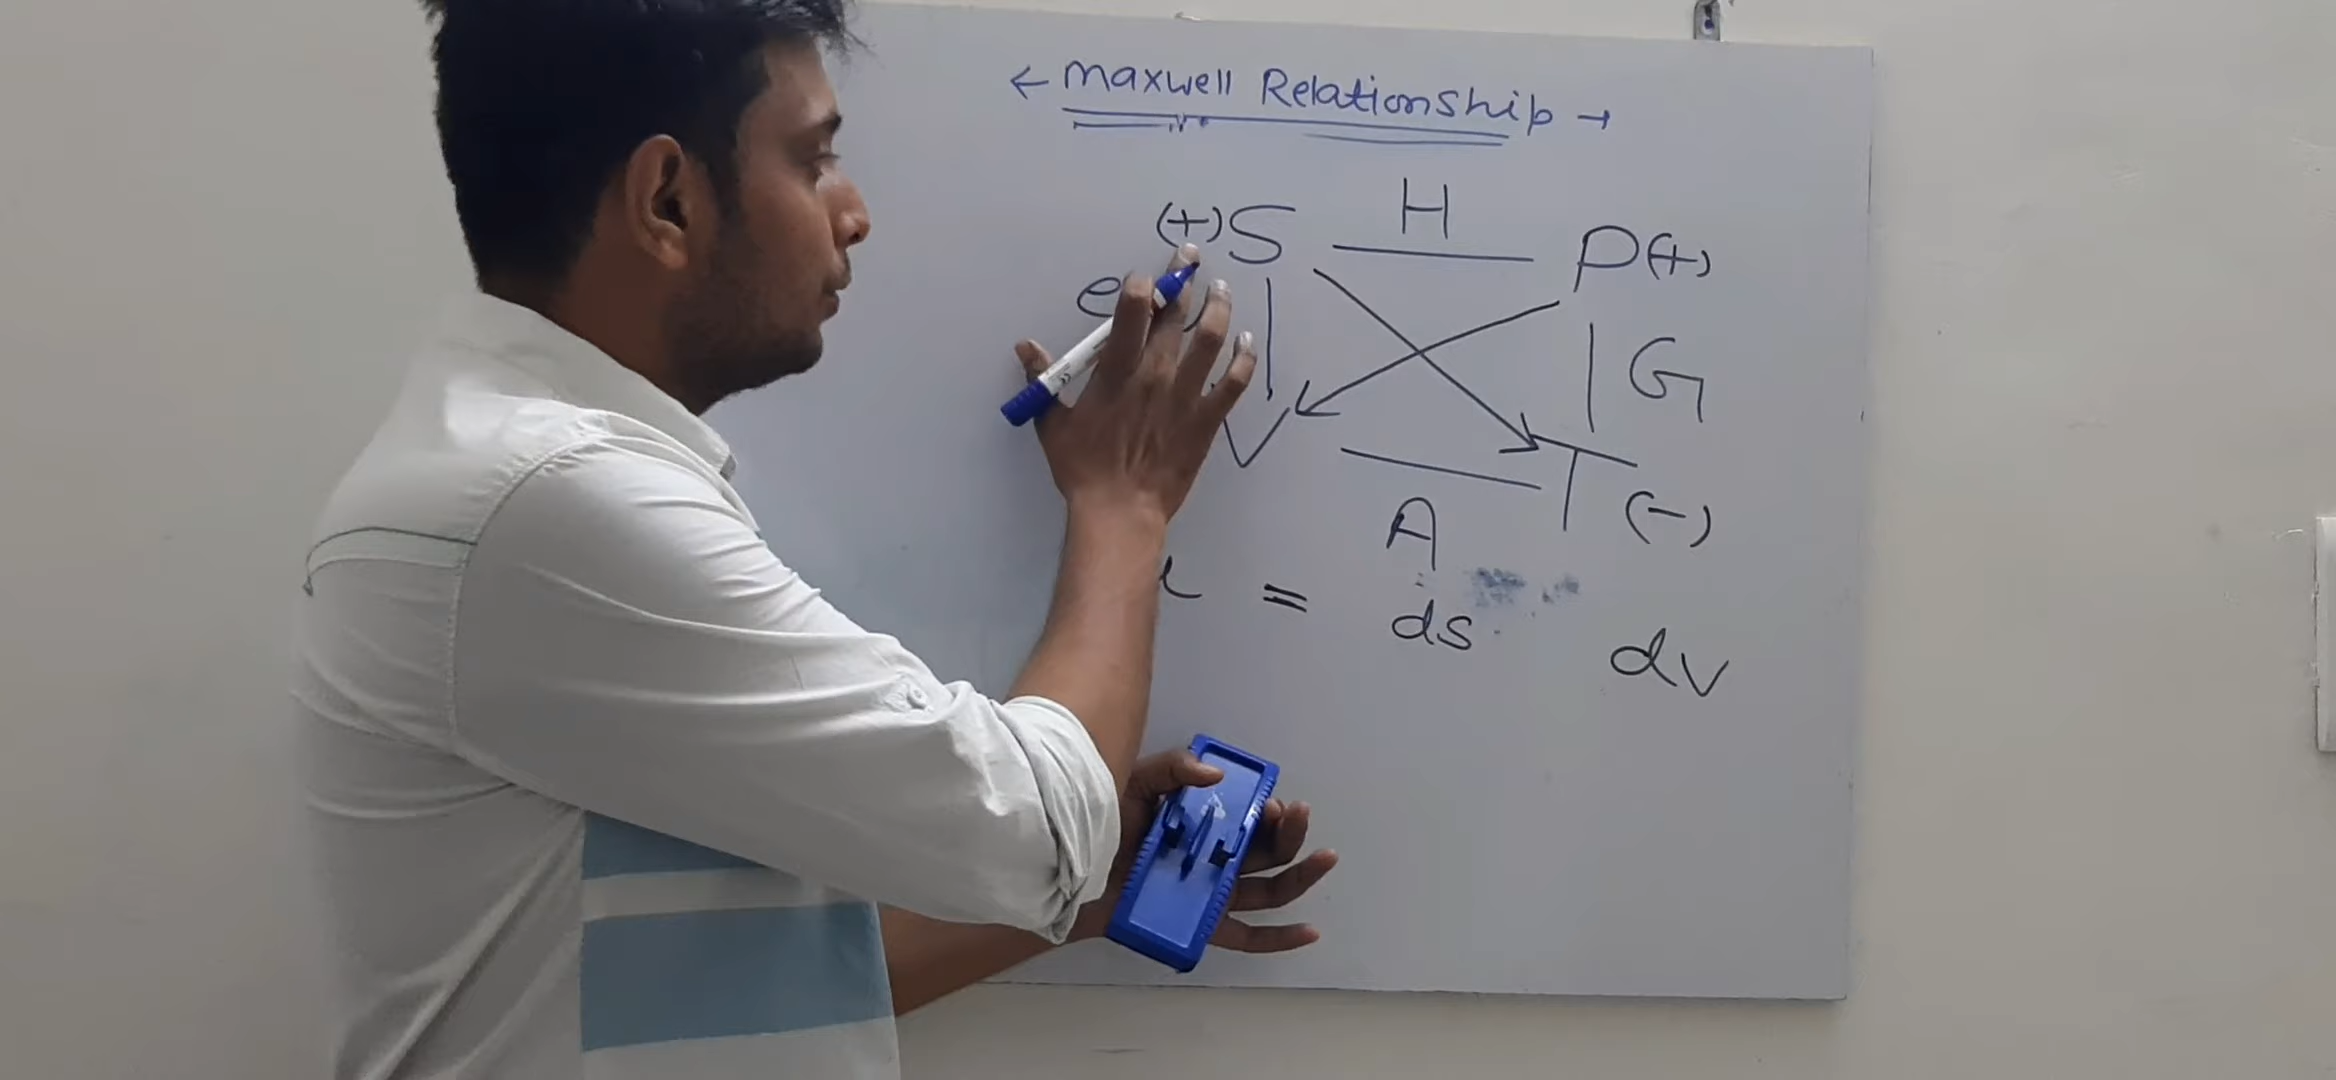 ← Maxwell Relationship →
H
(+) S P (+)
e
G
V T
A (-)
= ds dv